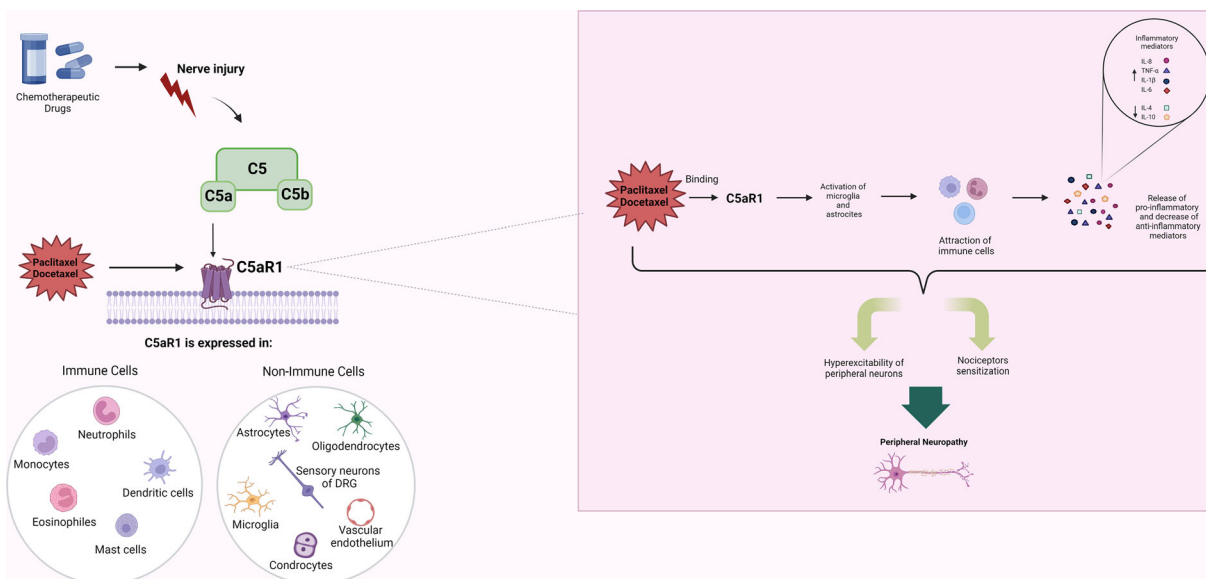 Chemotherapeutic
Drugs
Nerve injury
C5
C5a
C5b
Paclitaxel
Docetaxel
C5aR1
C5aR1 is expressed in:
Immune Cells
Neutrophils
Monocytes
Dendritic cells
Eosinophiles
Mast cells
Non-Immune Cells
Astrocytes
Oligodendrocytes
Sensory neurons
of DRG
Microglia
Vascular
endothelium
Condrocytes
Paclitaxel
Docetaxel
Binding
C5aR1
Activation of
microglia
and
astrocytes
Attraction of
immune cells
Inflammatory
mediators
IL-8
↑ TNF-α
IL-1β
IL-6
↓ IL-4
IL-10
Release of
pro-inflammatory
and decrease of
anti-inflammatory
mediators
Hyperexcitability of
peripheral neurons
Nociceptors
sensitization
Peripheral Neuropathy